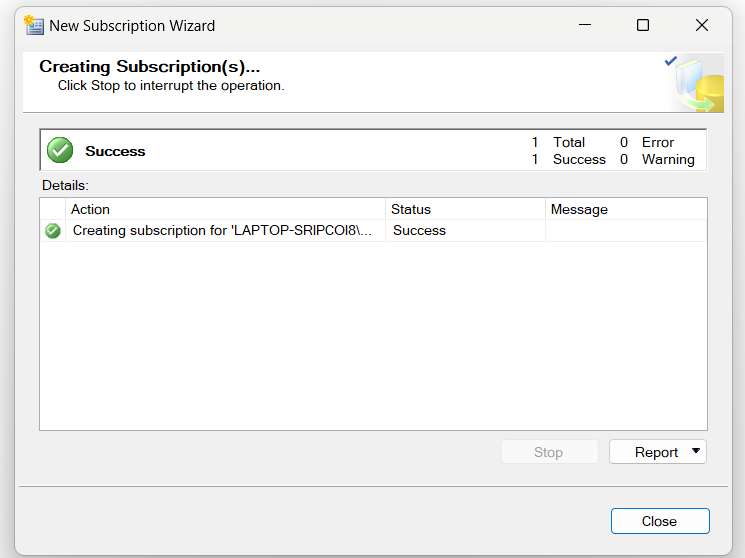 New Subscription Wizard
Creating Subscription(s)...
Click Stop to interrupt the operation.
Success
1 Total 0 Error
1 Success 0 Warning
Details:
Action Status Message
Creating subscription for 'LAPTOP-SRIPCOI8\... Success
Stop Report
Close